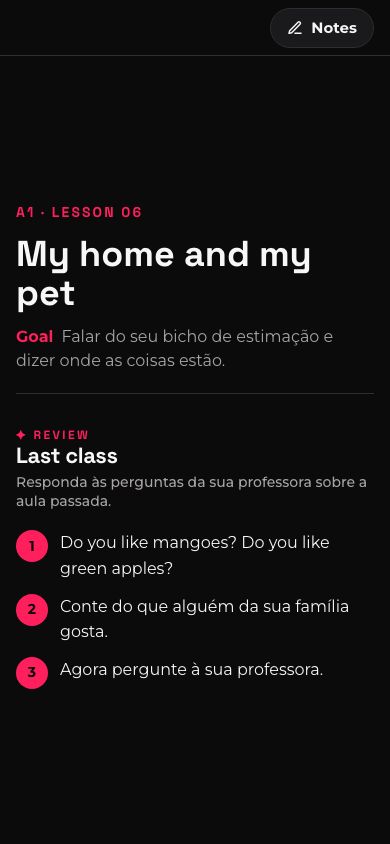 Notes
A1 · LESSON 06
My home and my
pet
Goal Falar do seu bicho de estimação e
dizer onde as coisas estão.
✦ REVIEW
Last class
Responda às perguntas da sua professora sobre a
aula passada.
1 Do you like mangoes? Do you like
green apples?
2 Conte do que alguém da sua família
gosta.
3 Agora pergunte à sua professora.